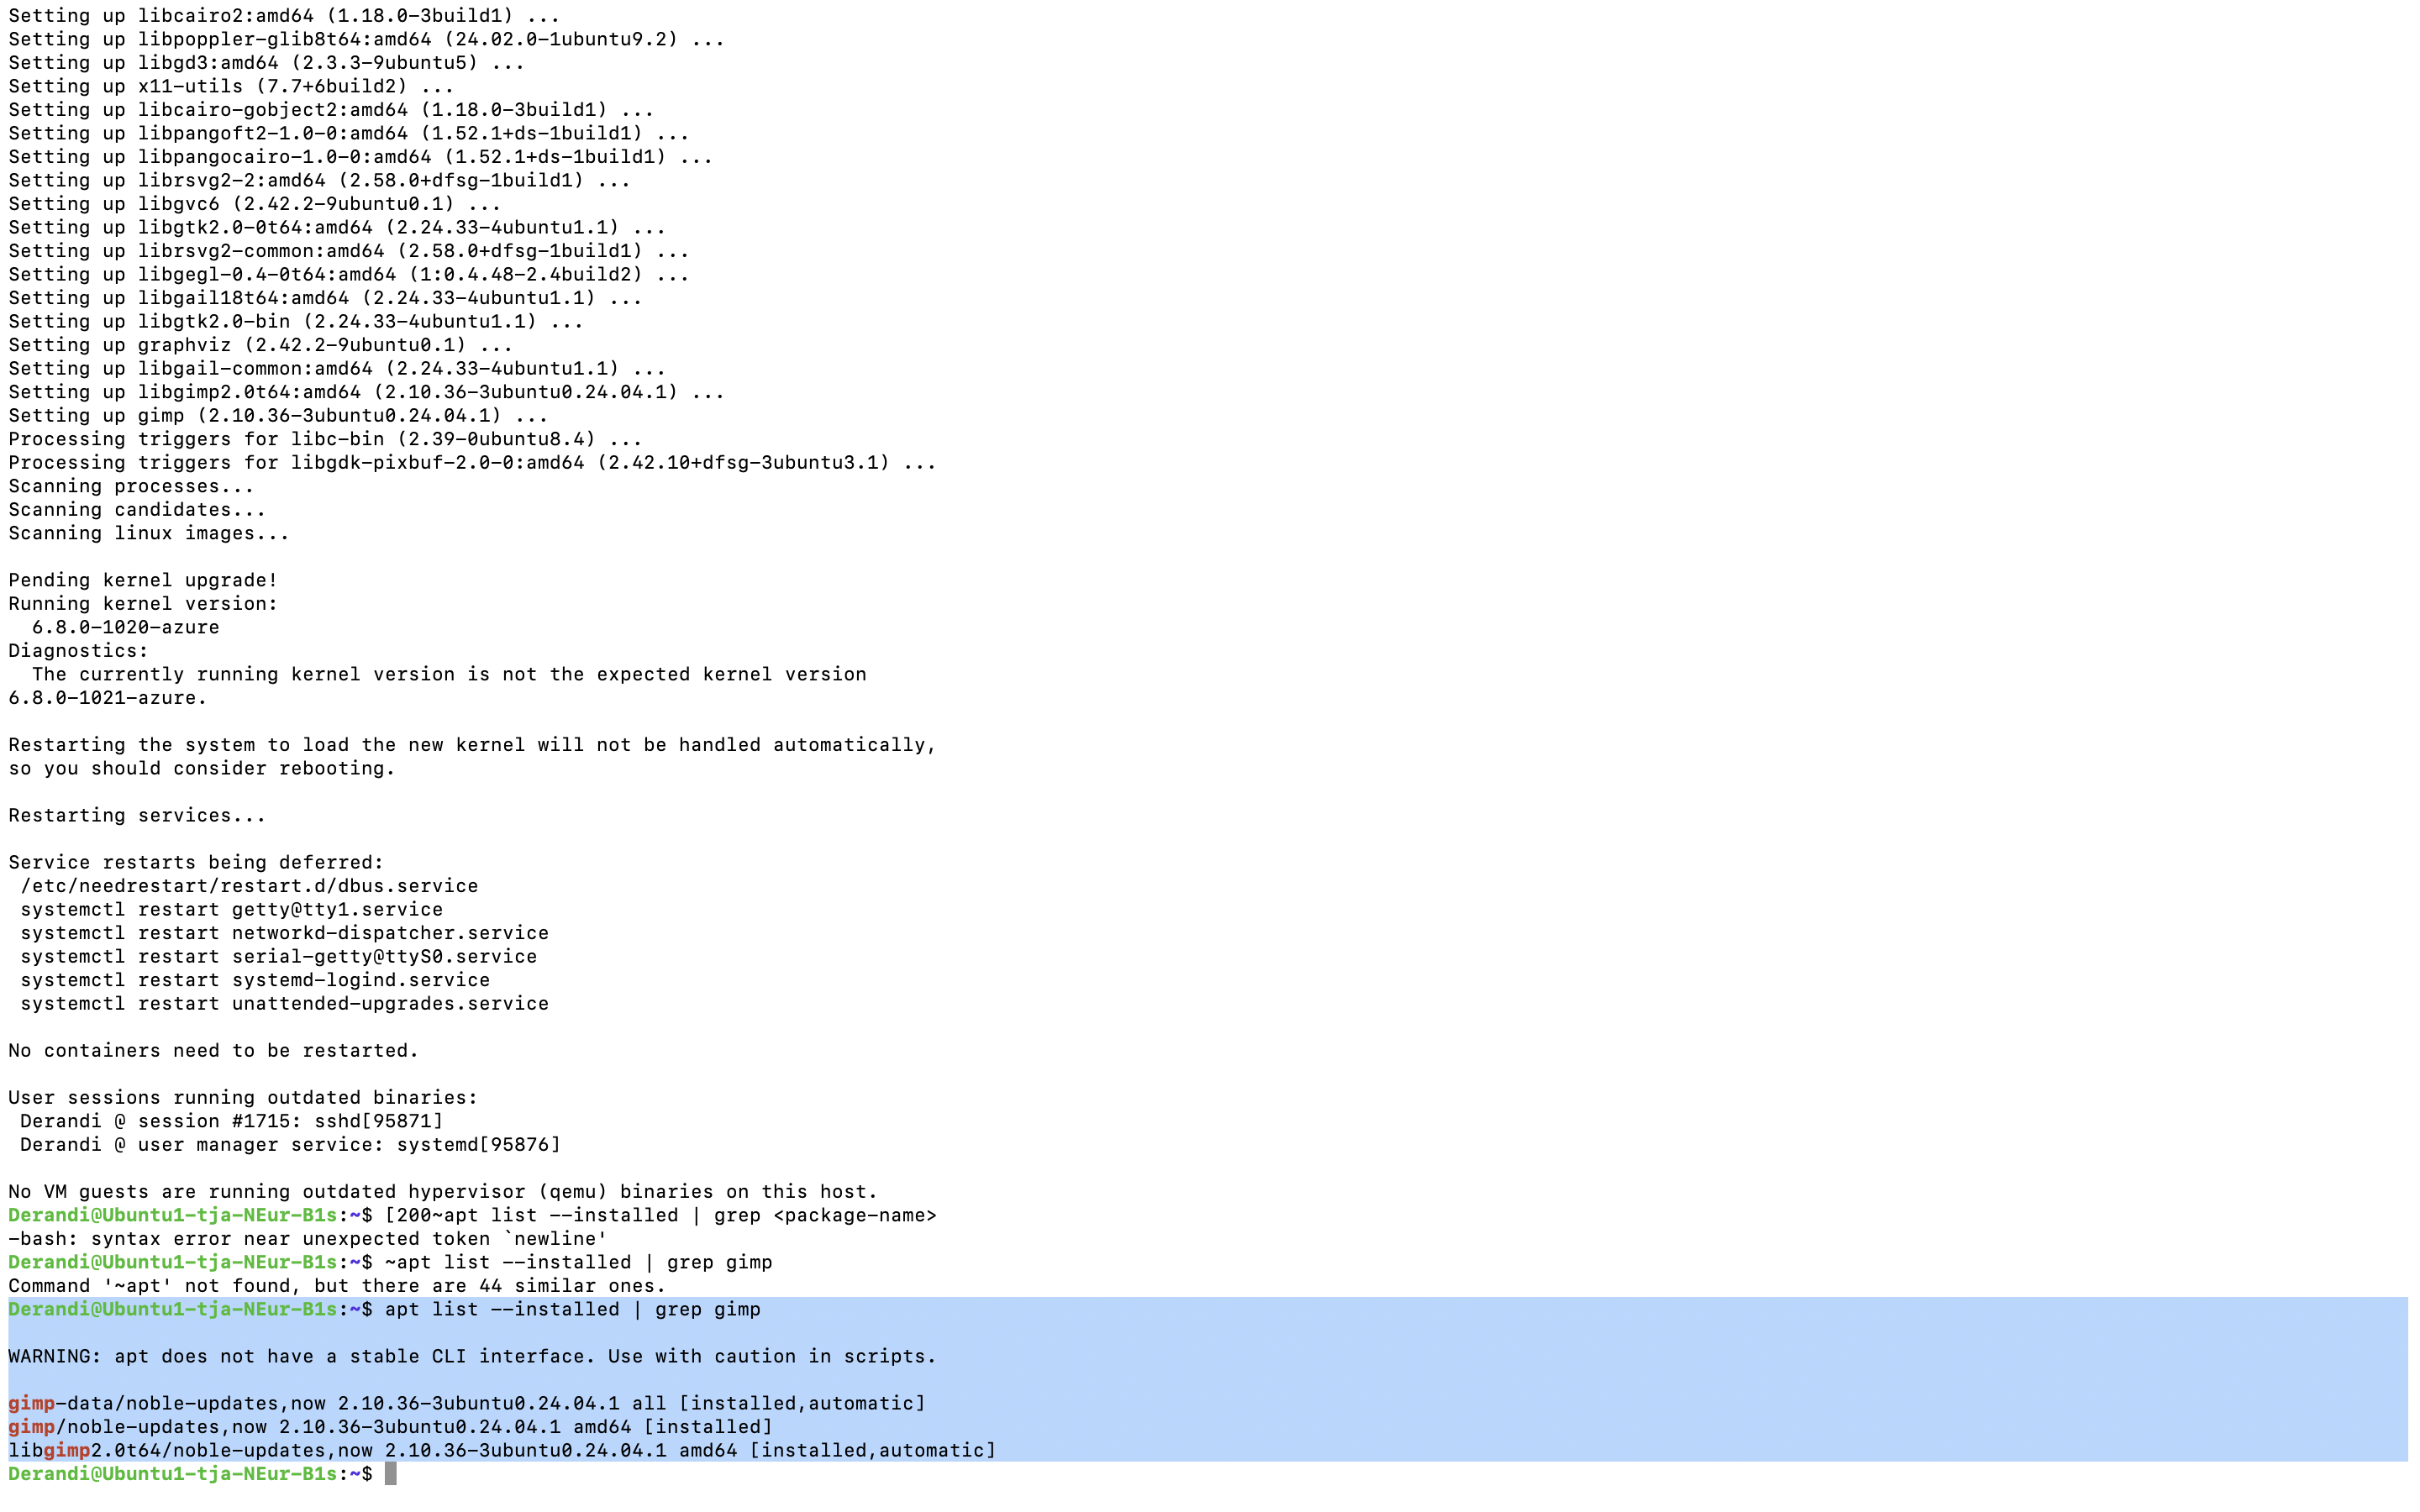 Setting up libcairo2:amd64 (1.18.0-3build1) ...
Setting up libpoppler-glib8t64:amd64 (24.02.0-1ubuntu9.2) ...
Setting up libgd3:amd64 (2.3.3-9ubuntu5) ...
Setting up x11-utils (7.7+6build2) ...
Setting up libcairo-gobject2:amd64 (1.18.0-3build1) ...
Setting up libpangoft2-1.0-0:amd64 (1.52.1+ds-1build1) ...
Setting up libpangocairo-1.0-0:amd64 (1.52.1+ds-1build1) ...
Setting up librsvg2-2:amd64 (2.58.0+dfsg-1build1) ...
Setting up libgvc6 (2.42.2-9ubuntu0.1) ...
Setting up libgtk2.0-0t64:amd64 (2.24.33-4ubuntu1.1) ...
Setting up librsvg2-common:amd64 (2.58.0+dfsg-1build1) ...
Setting up libgegl-0.4-0t64:amd64 (1:0.4.48-2.4build2) ...
Setting up libgail18t64:amd64 (2.24.33-4ubuntu1.1) ...
Setting up libgtk2.0-bin (2.24.33-4ubuntu1.1) ...
Setting up graphviz (2.42.2-9ubuntu0.1) ...
Setting up libgail-common:amd64 (2.24.33-4ubuntu1.1) ...
Setting up libgimp2.0t64:amd64 (2.10.36-3ubuntu0.24.04.1) ...
Setting up gimp (2.10.36-3ubuntu0.24.04.1) ...
Processing triggers for libc-bin (2.39-0ubuntu8.4) ...
Processing triggers for libgdk-pixbuf-2.0-0:amd64 (2.42.10+dfsg-3ubuntu3.1) ...
Scanning processes...
Scanning candidates...
Scanning linux images...

Pending kernel upgrade!
Running kernel version:
  6.8.0-1020-azure
Diagnostics:
  The currently running kernel version is not the expected kernel version
6.8.0-1021-azure.

Restarting the system to load the new kernel will not be handled automatically,
so you should consider rebooting.

Restarting services...

Service restarts being deferred:
 /etc/needrestart/restart.d/dbus.service
 systemctl restart getty@tty1.service
 systemctl restart networkd-dispatcher.service
 systemctl restart serial-getty@ttyS0.service
 systemctl restart systemd-logind.service
 systemctl restart unattended-upgrades.service

No containers need to be restarted.

User sessions running outdated binaries:
 Derandi @ session #1715: sshd[95871]
 Derandi @ user manager service: systemd[95876]

No VM guests are running outdated hypervisor (qemu) binaries on this host.
Derandi@Ubuntu1-tja-NEur-B1s:~$ [200~apt list --installed | grep <package-name>
-bash: syntax error near unexpected token `newline'
Derandi@Ubuntu1-tja-NEur-B1s:~$ ~apt list --installed | grep gimp
Command '~apt' not found, but there are 44 similar ones.
Derandi@Ubuntu1-tja-NEur-B1s:~$ apt list --installed | grep gimp

WARNING: apt does not have a stable CLI interface. Use with caution in scripts.

gimp-data/noble-updates,now 2.10.36-3ubuntu0.24.04.1 all [installed,automatic]
gimp/noble-updates,now 2.10.36-3ubuntu0.24.04.1 amd64 [installed]
libgimp2.0t64/noble-updates,now 2.10.36-3ubuntu0.24.04.1 amd64 [installed,automatic]
Derandi@Ubuntu1-tja-NEur-B1s:~$